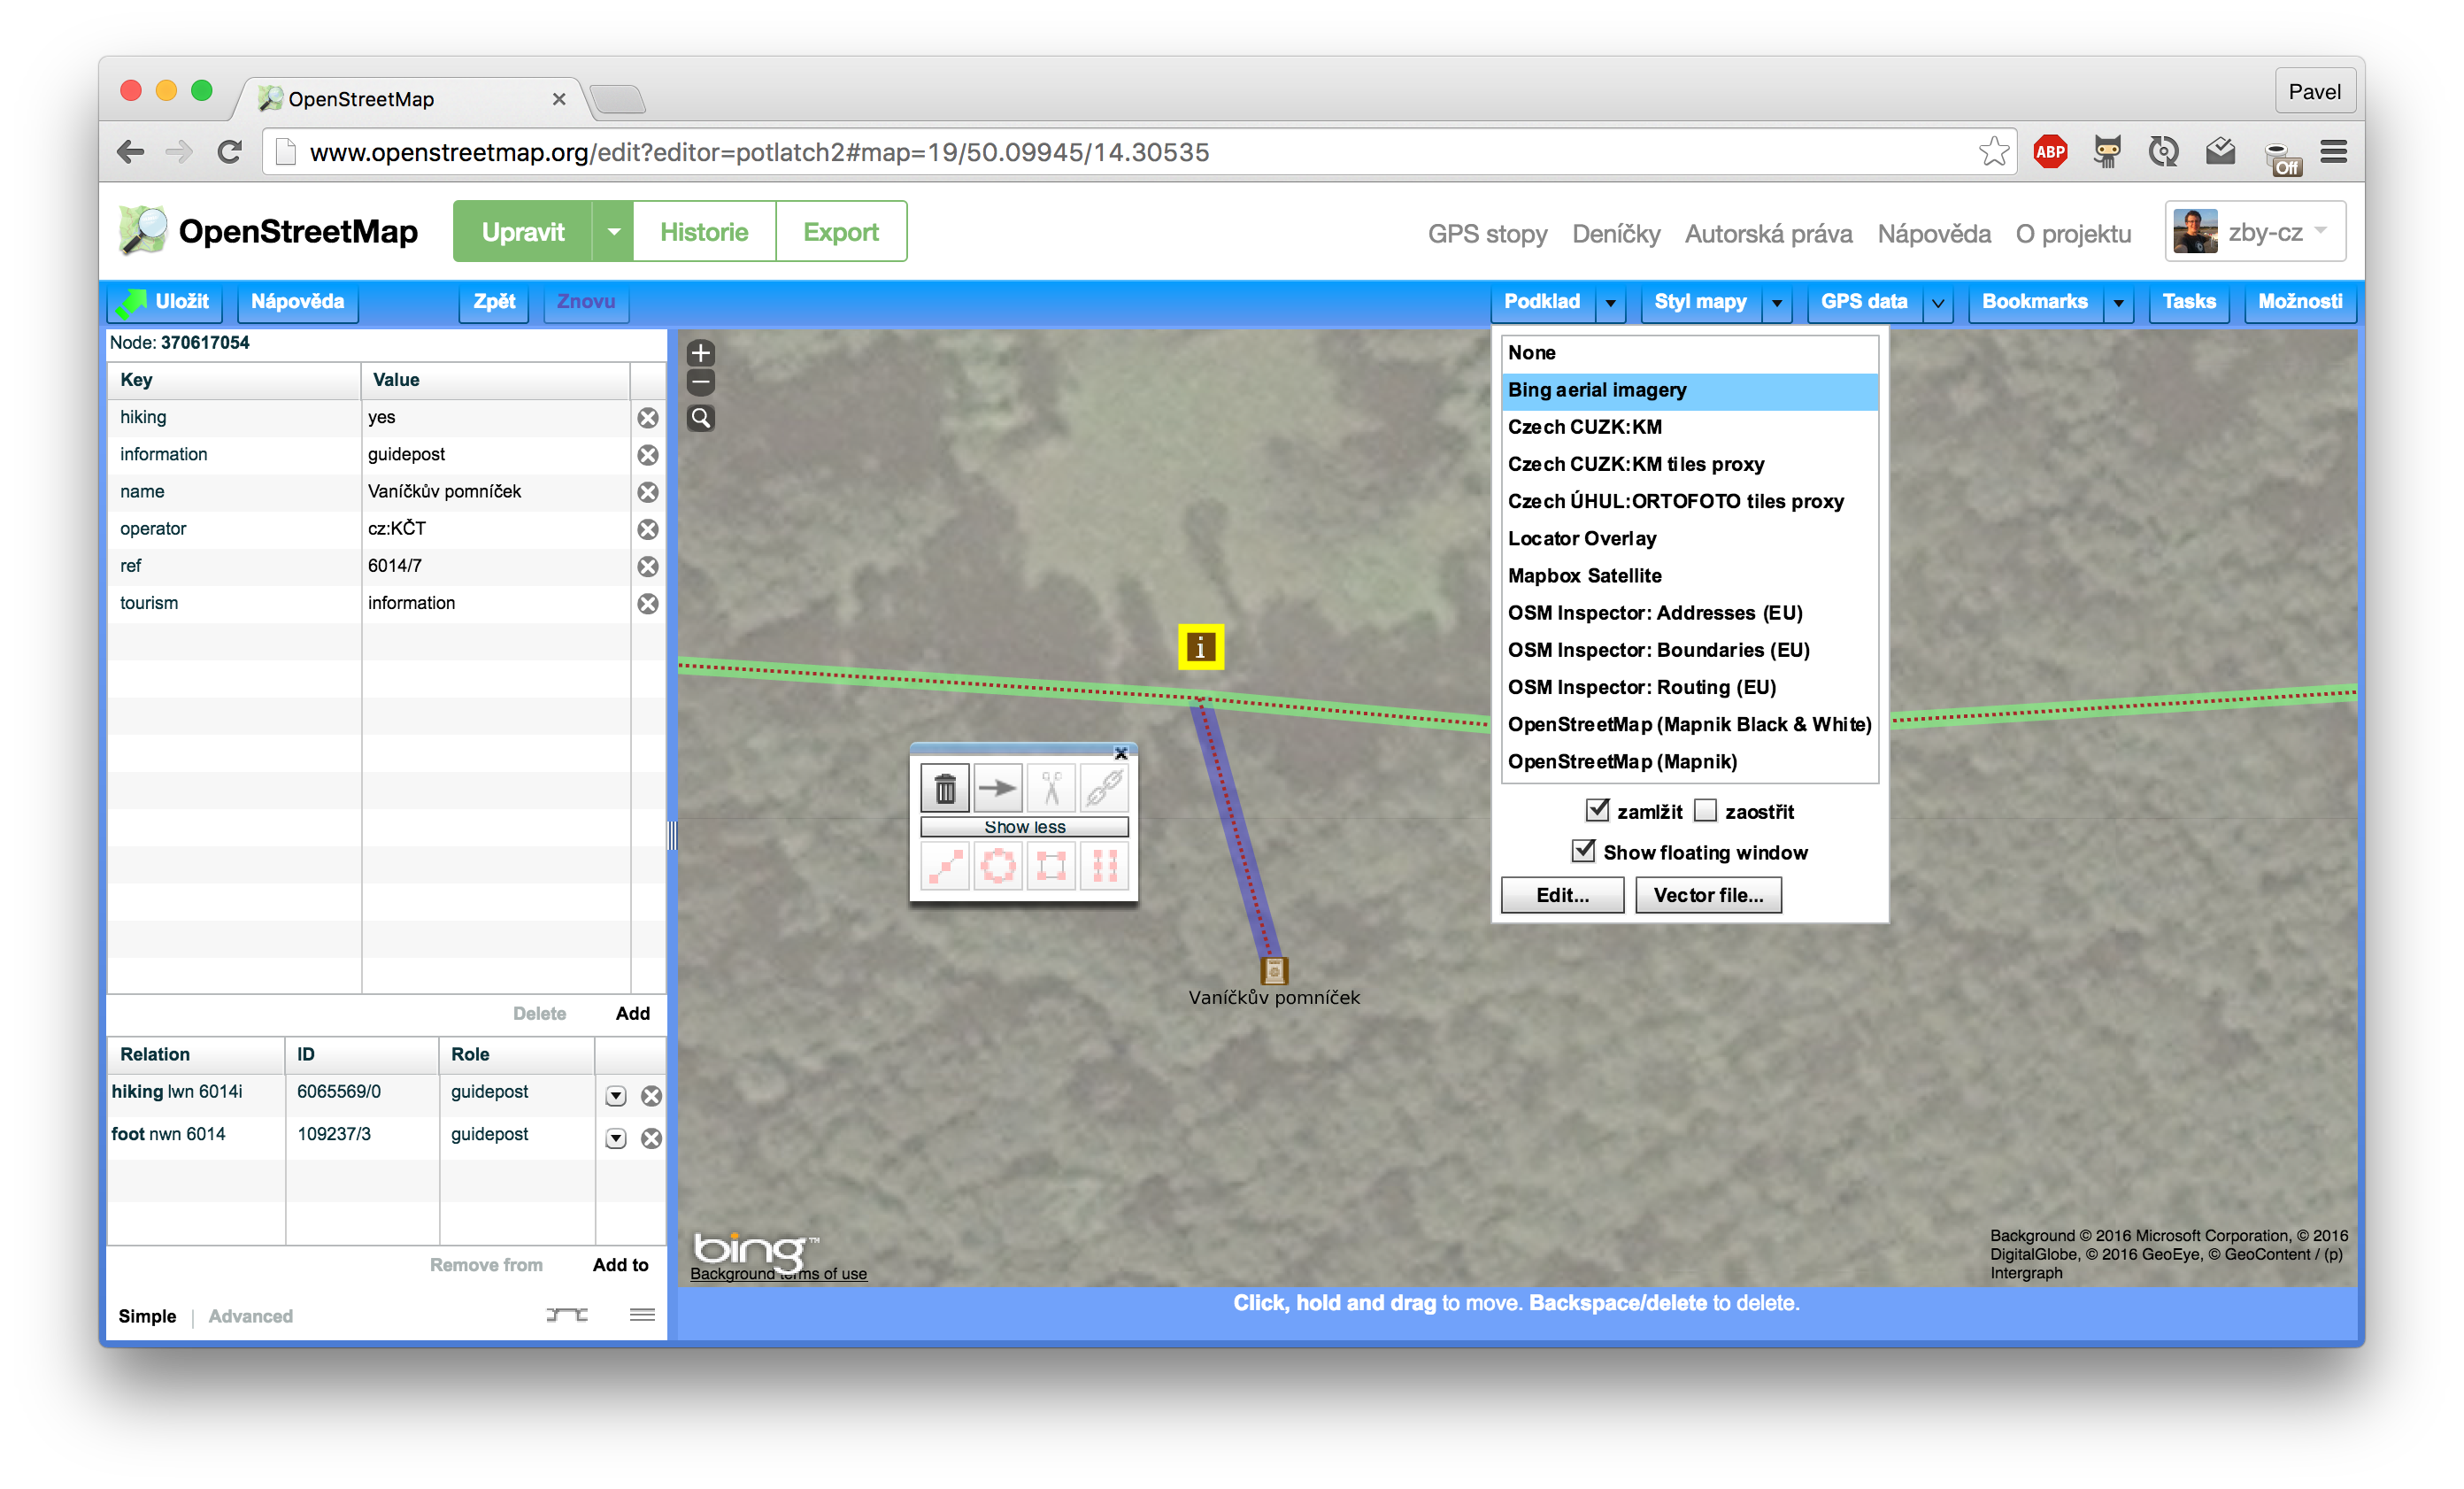 OpenStreetMap
Pavel
www.openstreetmap.org/edit?editor=potlatch2#map=19/50.09945/14.30535
ABP
Off
OpenStreetMap
Upravit
Historie
Export
GPS stopy
Deníčky
Autorská práva
Nápověda
O projektu
zby-cz
Uložit
Nápověda
Zpět
Znovu
Podklad
Styl mapy
GPS data
Bookmarks
Tasks
Možnosti
Node: 370617054
Key Value
hiking yes
information guidepost
name Vaníčkův pomníček
operator cz:KČT
ref 6014/7
tourism information
Delete Add
Relation ID Role
hiking lwn 6014i 6065569/0 guidepost
foot nwn 6014 109237/3 guidepost
Remove from Add to
Simple Advanced
None
Bing aerial imagery
Czech CUZK:KM
Czech CUZK:KM tiles proxy
Czech ÚHUL:ORTOFOTO tiles proxy
Locator Overlay
Mapbox Satellite
OSM Inspector: Addresses (EU)
OSM Inspector: Boundaries (EU)
OSM Inspector: Routing (EU)
OpenStreetMap (Mapnik Black & White)
OpenStreetMap (Mapnik)
zamlžit zaostřit
Show floating window
Edit... Vector file...
i
Show less
Vaníčkův pomníček
bing™
Background terms of use
Background © 2016 Microsoft Corporation, © 2016
DigitalGlobe, © 2016 GeoEye, © GeoContent / (p)
Intergraph
Click, hold and drag to move. Backspace/delete to delete.